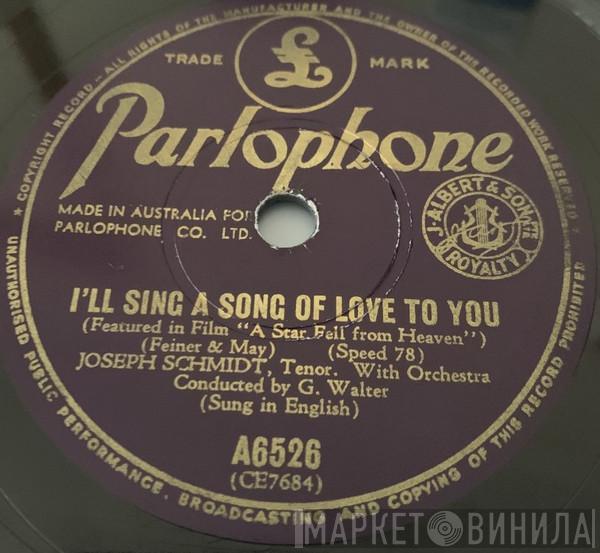 ★ COPYRIGHT RECORD — ALL RIGHTS OF THE MANUFACTURER AND THE OWNER OF THE RECORDED WORK RESERVED ★
£
TRADE MARK
Parlophone
MADE IN AUSTRALIA FOR
PARLOPHONE CO. LTD.
J. ALBERT & SON
ROYALTY
I'LL SING A SONG OF LOVE TO YOU
(Featured in Film "A Star Fell from Heaven")
(Feiner & May) (Speed 78)
JOSEPH SCHMIDT, Tenor. With Orchestra
Conducted by G. Walter
(Sung in English)
A6526
(CE7684)
UNAUTHORISED PUBLIC PERFORMANCE, BROADCASTING AND COPYING OF THIS RECORD PROHIBITED
МАРКЕТ ВИНИЛА